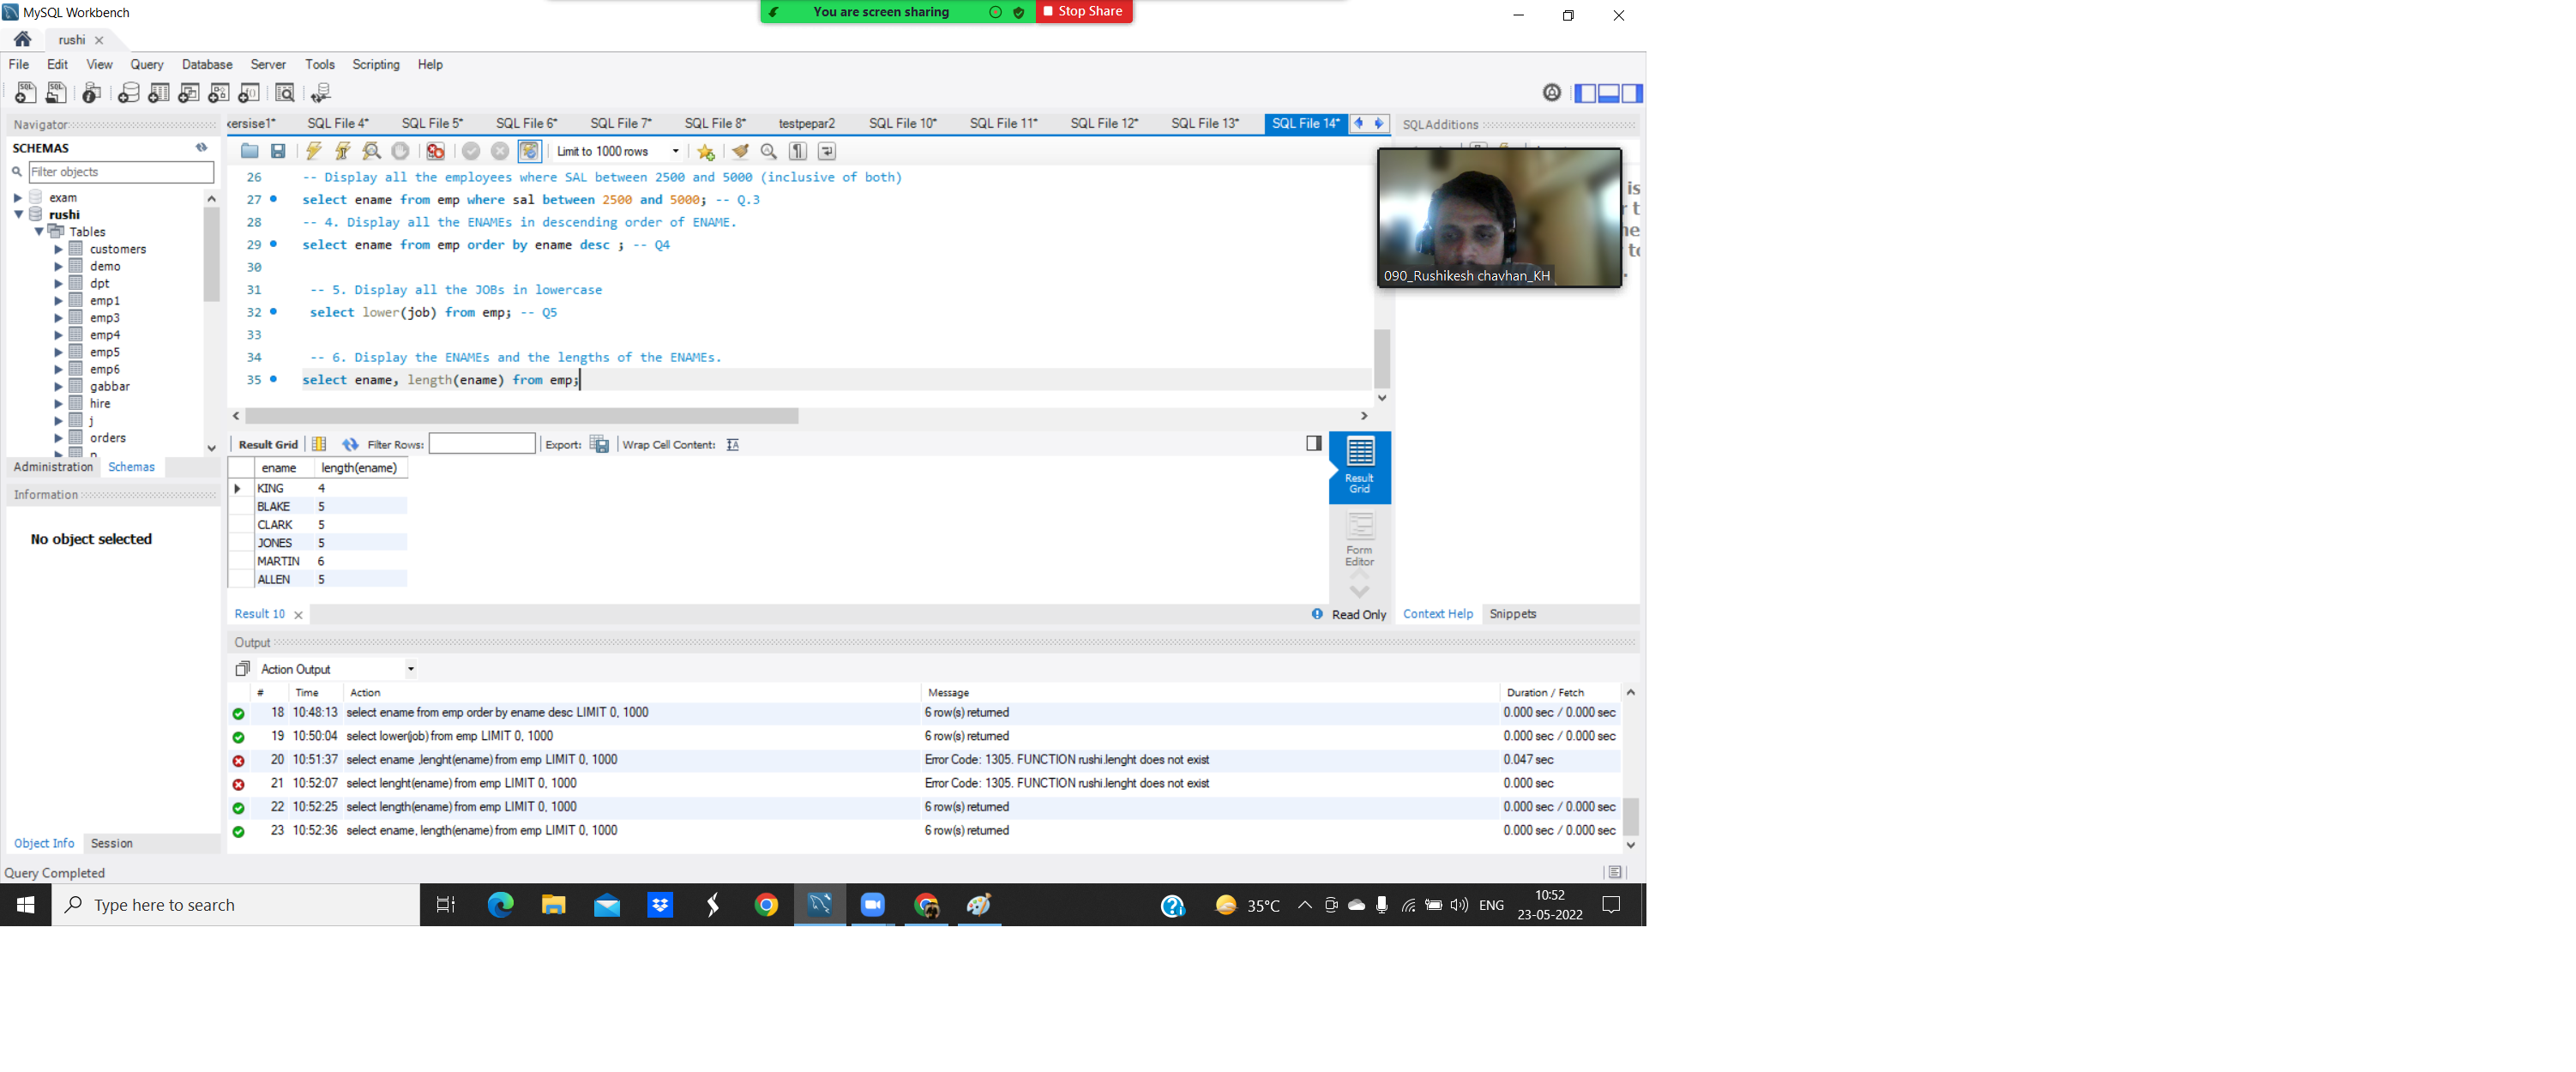 MySQL Workbench
You are screen sharing
Stop Share
rushi
File Edit View Query Database Server Tools Scripting Help
Navigator
SCHEMAS
Filter objects
exam
rushi
Tables
customers
demo
dpt
emp1
emp3
emp4
emp5
emp6
gabbar
hire
j
orders
Administration Schemas
Information
No object selected
Object Info Session
xersise1* SQL File 4* SQL File 5* SQL File 6* SQL File 7* SQL File 8* testpepar2 SQL File 10* SQL File 11* SQL File 12* SQL File 13* SQL File 14*
Limit to 1000 rows
26 -- Display all the employees where SAL between 2500 and 5000 (inclusive of both)
27 select ename from emp where sal between 2500 and 5000; -- Q.3
28 -- 4. Display all the ENAMEs in descending order of ENAME.
29 select ename from emp order by ename desc ; -- Q4
30
31 -- 5. Display all the JOBs in lowercase
32 select lower(job) from emp; -- Q5
33
34 -- 6. Display the ENAMEs and the lengths of the ENAMEs.
35 select ename, length(ename) from emp;
Result Grid Filter Rows: Export: Wrap Cell Content:
ename length(ename)
KING 4
BLAKE 5
CLARK 5
JONES 5
MARTIN 6
ALLEN 5
Result Grid
Form Editor
Result 10
Read Only
SQLAdditions
is
090_Rushikesh chavhan_KH
Context Help Snippets
Output
Action Output
# Time Action Message Duration / Fetch
18 10:48:13 select ename from emp order by ename desc LIMIT 0, 1000 6 row(s) returned 0.000 sec / 0.000 sec
19 10:50:04 select lower(job) from emp LIMIT 0, 1000 6 row(s) returned 0.000 sec / 0.000 sec
20 10:51:37 select ename ,lenght(ename) from emp LIMIT 0, 1000 Error Code: 1305. FUNCTION rushi.lenght does not exist 0.047 sec
21 10:52:07 select lenght(ename) from emp LIMIT 0, 1000 Error Code: 1305. FUNCTION rushi.lenght does not exist 0.000 sec
22 10:52:25 select length(ename) from emp LIMIT 0, 1000 6 row(s) returned 0.000 sec / 0.000 sec
23 10:52:36 select ename, length(ename) from emp LIMIT 0, 1000 6 row(s) returned 0.000 sec / 0.000 sec
Query Completed
Type here to search
35°C
ENG
10:52
23-05-2022